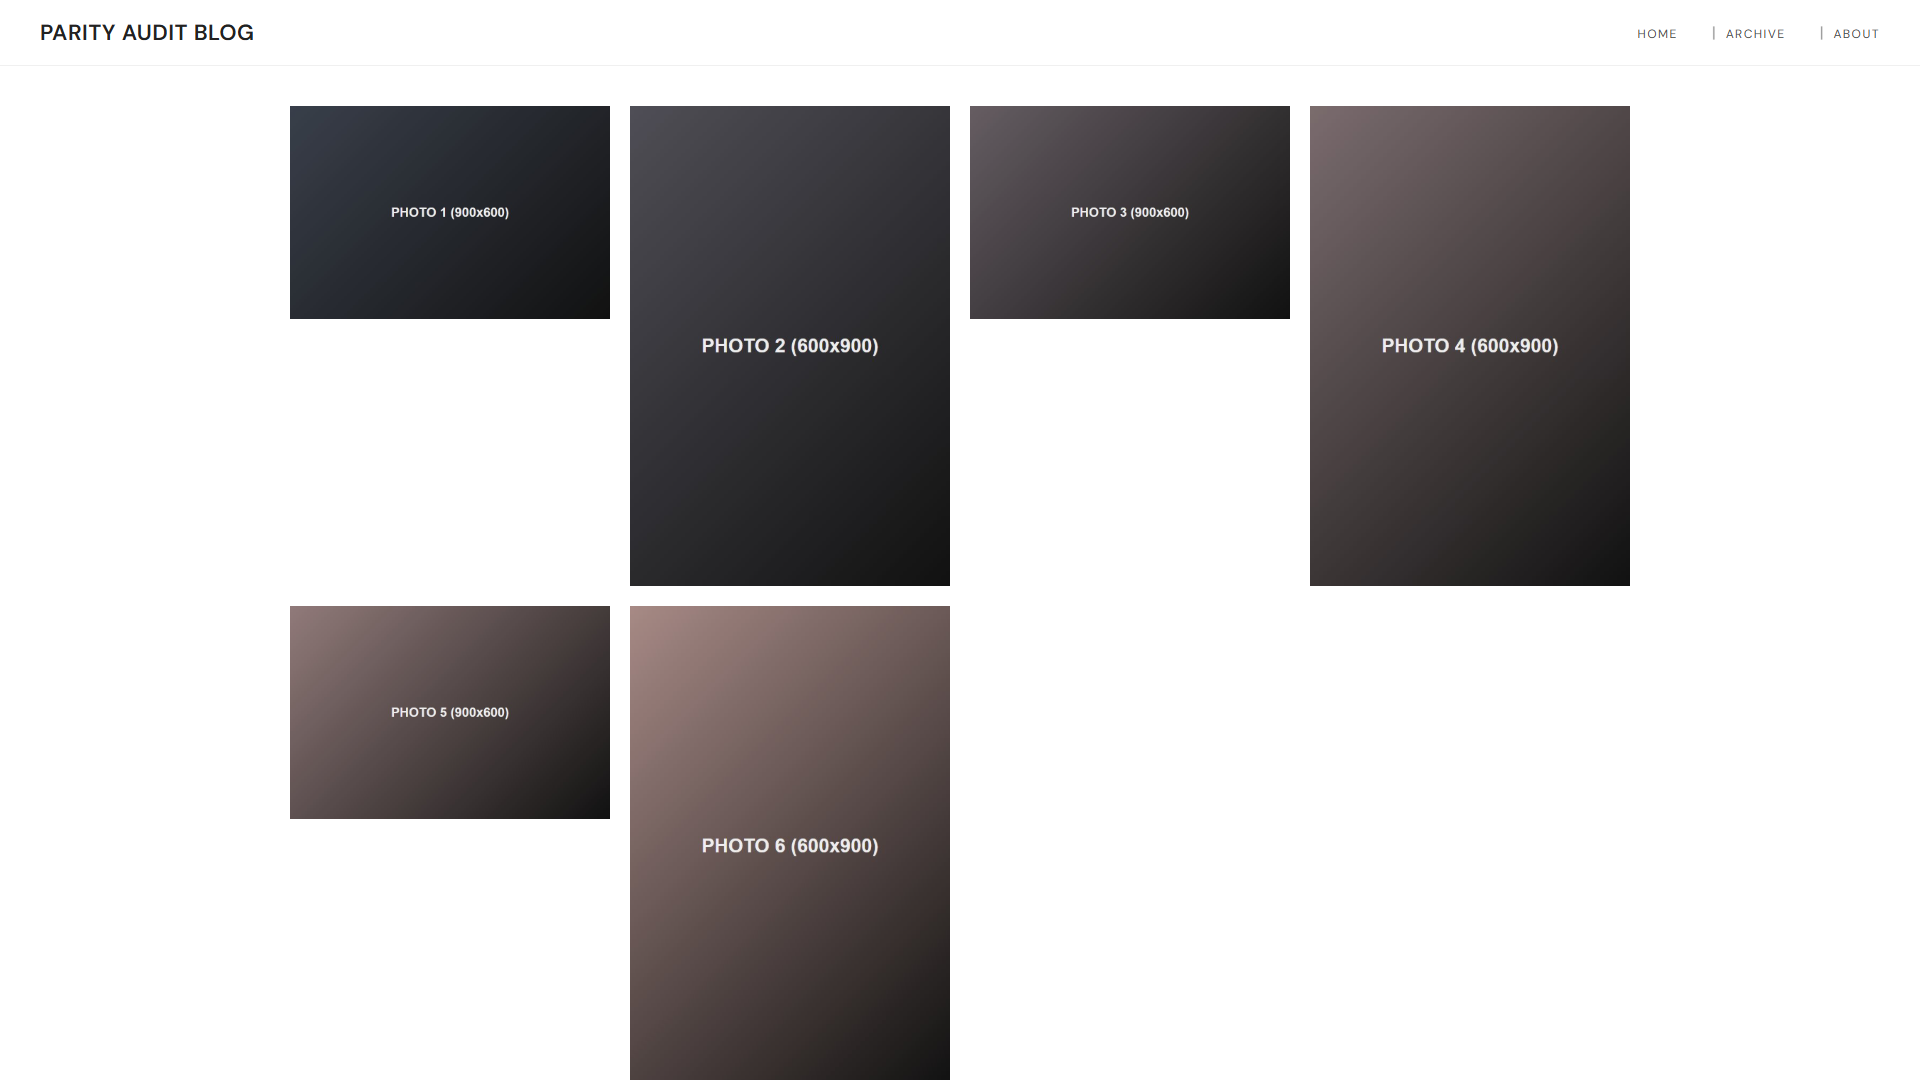 PARITY AUDIT BLOG
HOME | ARCHIVE | ABOUT
PHOTO 1 (900x600)
PHOTO 2 (600x900)
PHOTO 3 (900x600)
PHOTO 4 (600x900)
PHOTO 5 (900x600)
PHOTO 6 (600x900)